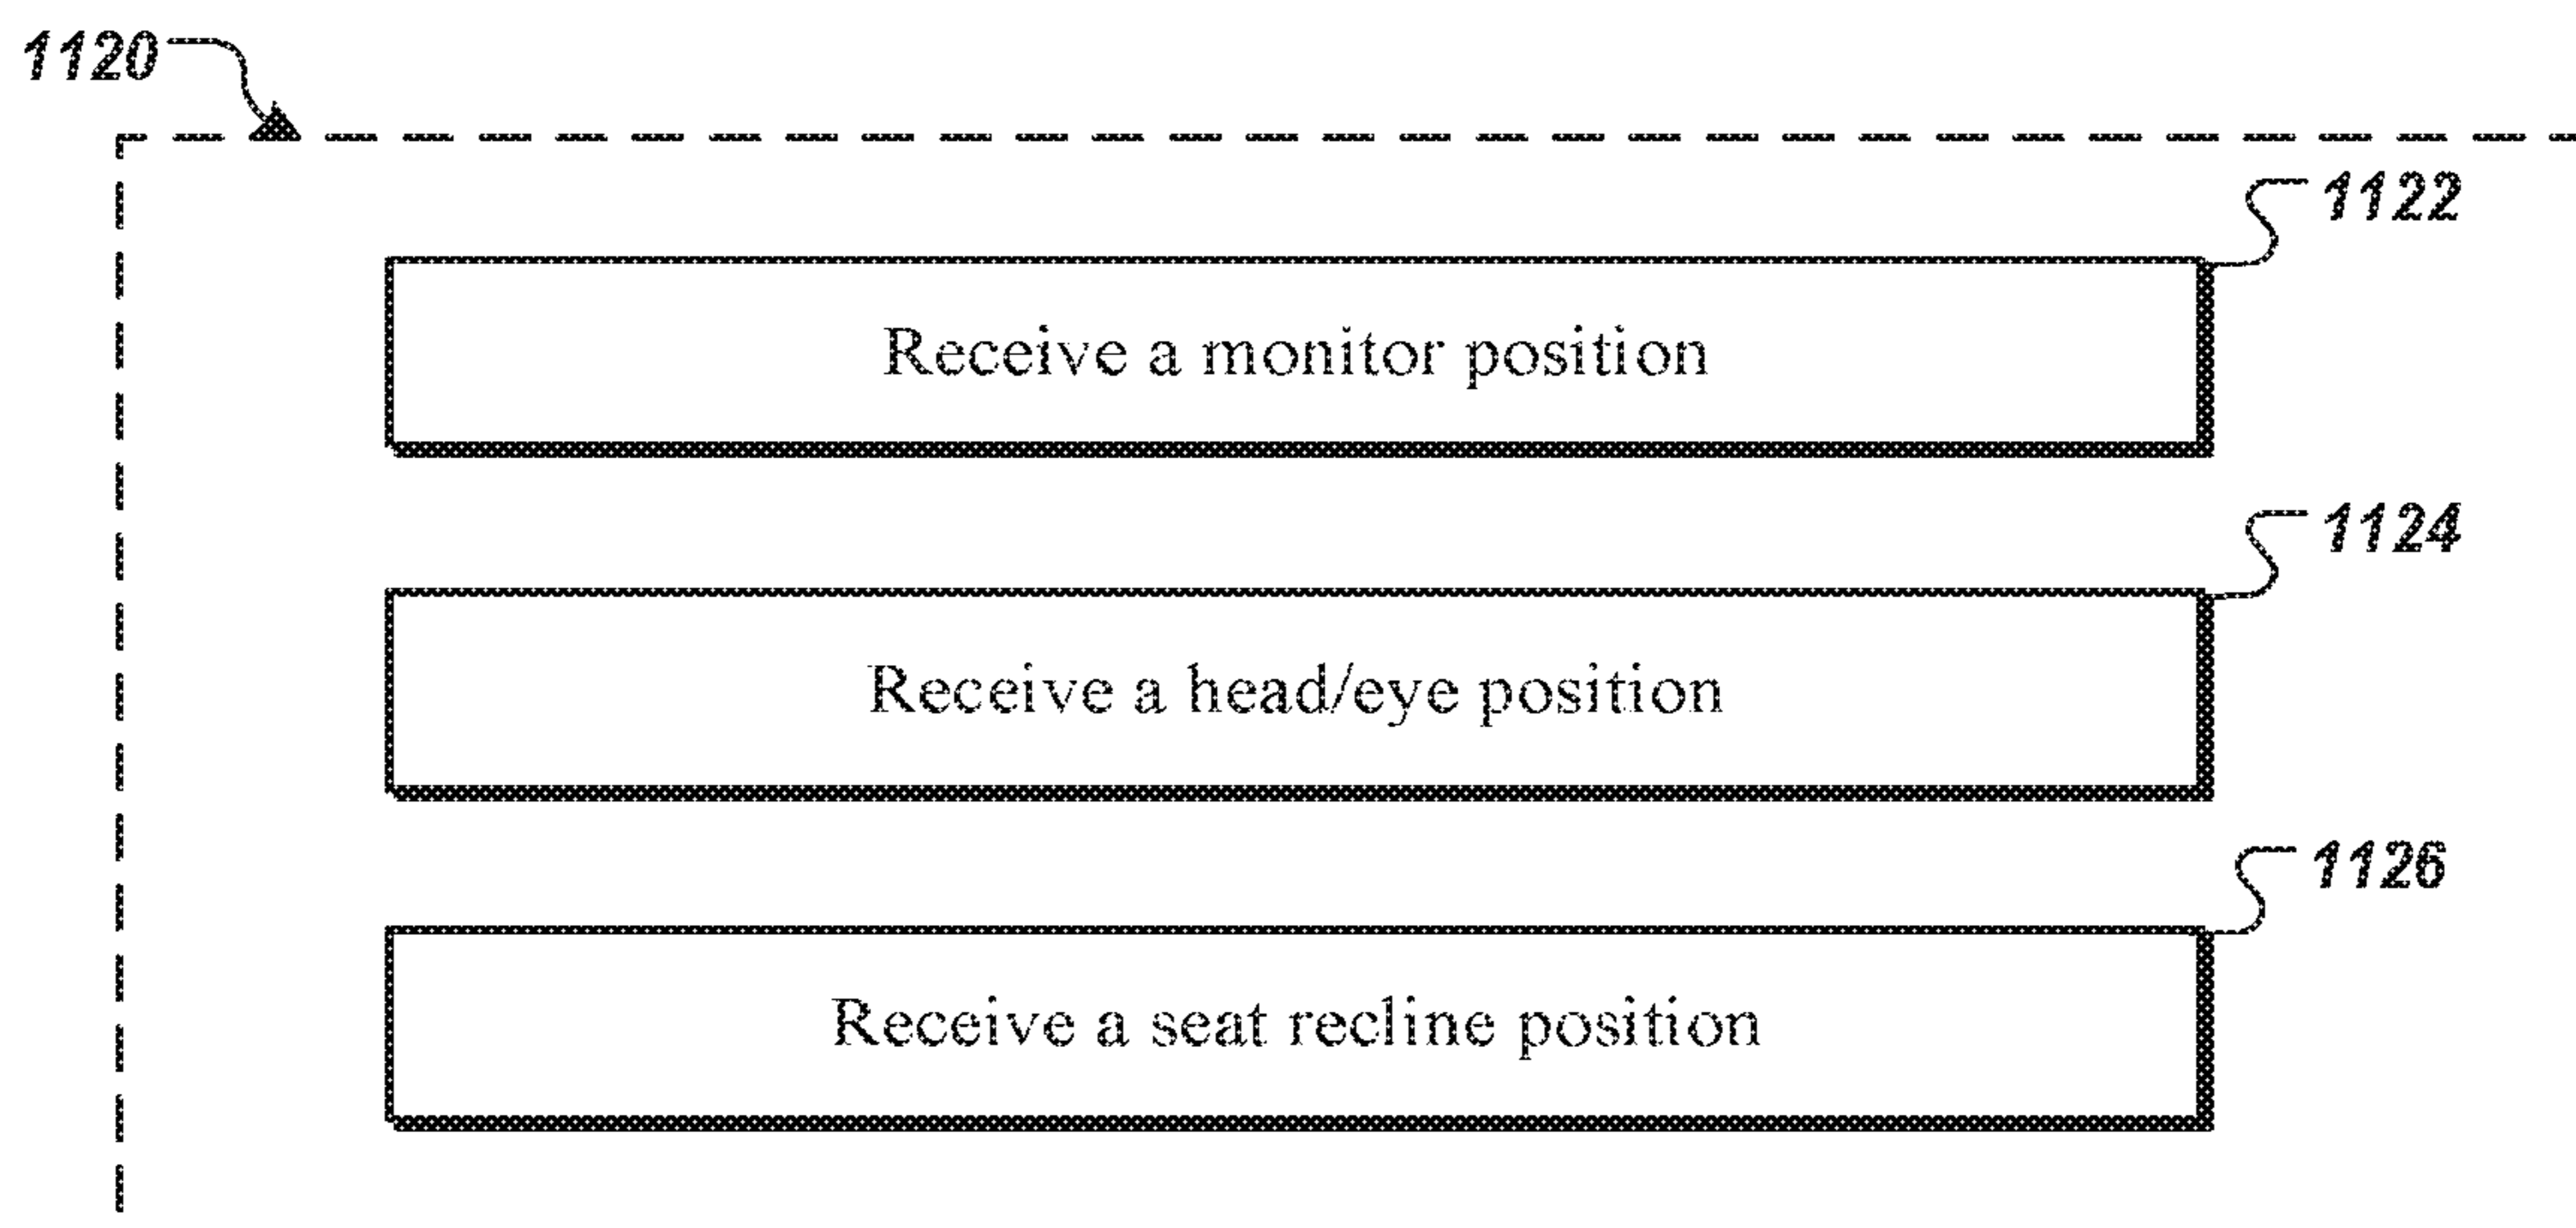 1120
1122
Receive a monitor position
1124
Receive a head/eye position
1126
Receive a seat recline position